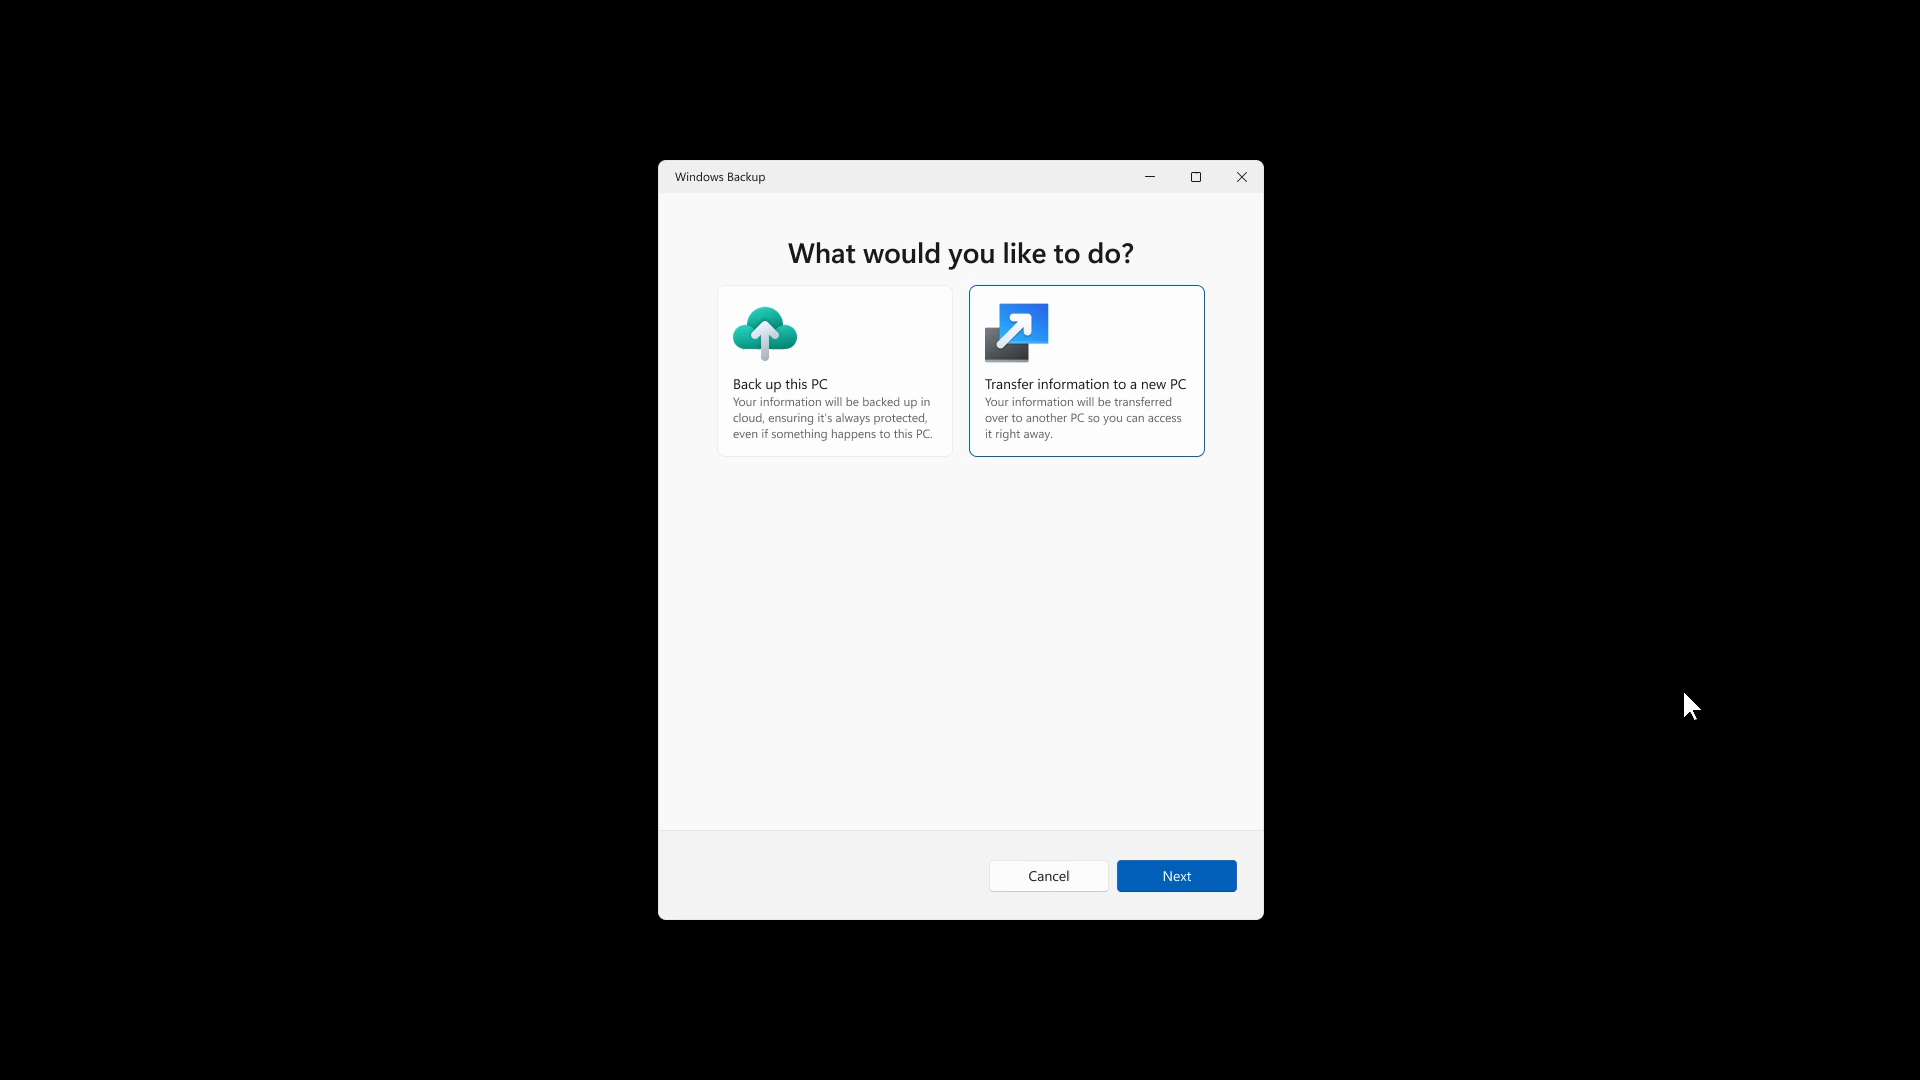 Windows Backup
What would you like to do?
Back up this PC
Your information will be backed up in
cloud, ensuring it's always protected,
even if something happens to this PC.
Transfer information to a new PC
Your information will be transferred
over to another PC so you can access
it right away.
Cancel
Next